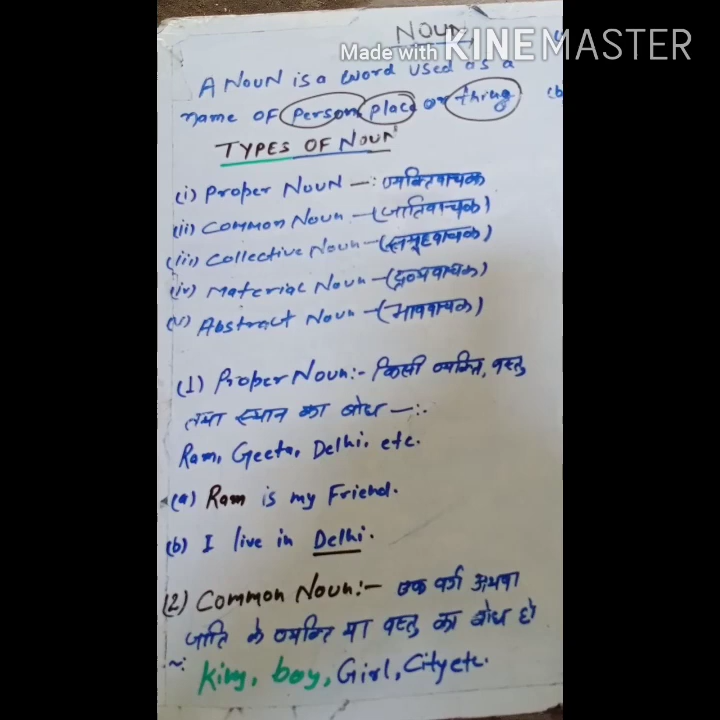 NOUN
Made with KINEMASTER
A NOUN is a word used as a
name OF person, place or thing
TYPES OF NOUN
(i) Proper NOUN -: व्यक्तिवाचक
(ii) Common Noun - (जातिवाचक)
(iii) Collective Noun - (समूहवाचक)
(iv) Material Noun - (द्रव्यवाचक)
(v) Abstract Noun - (भाववाचक)
(1) Proper Noun:- किसी व्यक्ति, वस्तु
तथा स्थान का बोध -:.
Ram, Geeta, Delhi, etc.
(a) Ram is my Friend.
(b) I live in Delhi.
(2) Common Noun:- एक वर्ग अथवा
जाति के व्यक्ति या वस्तु का बोध हो
~: King, boy, Girl, City etc.